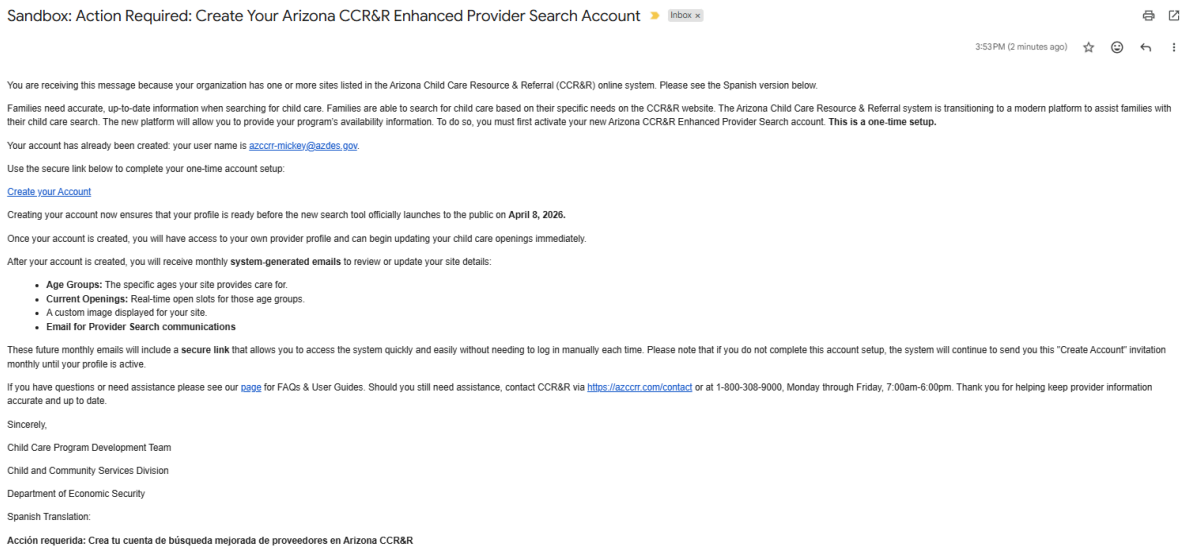 Sandbox: Action Required: Create Your Arizona CCR&R Enhanced Provider Search Account Inbox ×
3:53 PM (2 minutes ago)
You are receiving this message because your organization has one or more sites listed in the Arizona Child Care Resource & Referral (CCR&R) online system. Please see the Spanish version below.
Families need accurate, up-to-date information when searching for child care. Families are able to search for child care based on their specific needs on the CCR&R website. The Arizona Child Care Resource & Referral system is transitioning to a modern platform to assist families with
their child care search. The new platform will allow you to provide your program's availability information. To do so, you must first activate your new Arizona CCR&R Enhanced Provider Search account. This is a one-time setup.
Your account has already been created: your user name is azccrr-mickey@azdes.gov.
Use the secure link below to complete your one-time account setup:
Create your Account
Creating your account now ensures that your profile is ready before the new search tool officially launches to the public on April 8, 2026.
Once your account is created, you will have access to your own provider profile and can begin updating your child care openings immediately.
After your account is created, you will receive monthly system-generated emails to review or update your site details:
• Age Groups: The specific ages your site provides care for.
• Current Openings: Real-time open slots for those age groups.
• A custom image displayed for your site.
• Email for Provider Search communications
These future monthly emails will include a secure link that allows you to access the system quickly and easily without needing to log in manually each time. Please note that if you do not complete this account setup, the system will continue to send you this "Create Account" invitation
monthly until your profile is active.
If you have questions or need assistance please see our page for FAQs & User Guides. Should you still need assistance, contact CCR&R via https://azccrr.com/contact or at 1-800-308-9000, Monday through Friday, 7:00am-6:00pm. Thank you for helping keep provider information
accurate and up to date.
Sincerely,
Child Care Program Development Team
Child and Community Services Division
Department of Economic Security
Spanish Translation:
Acción requerida: Crea tu cuenta de búsqueda mejorada de proveedores en Arizona CCR&R